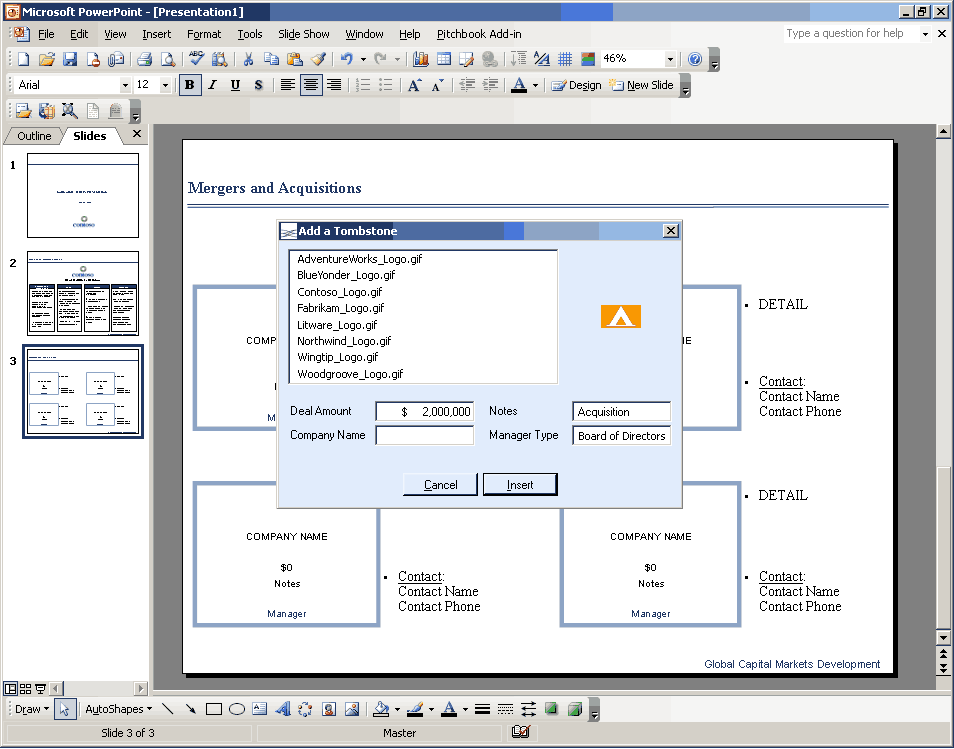 Microsoft PowerPoint - [Presentation1]
File Edit View Insert Format Tools Slide Show Window Help Pitchbook Add-in
Type a question for help
46%
Arial
12
B I U S
A A
A
Design
New Slide
Outline
Slides
1
2
3
Mergers and Acquisitions
Add a Tombstone
AdventureWorks_Logo.gif
BlueYonder_Logo.gif
Contoso_Logo.gif
Fabrikam_Logo.gif
Litware_Logo.gif
Northwind_Logo.gif
Wingtip_Logo.gif
Woodgroove_Logo.gif
Deal Amount
$ 2,000,000
Notes
Acquisition
Company Name
Manager Type
Board of Directors
Cancel
Insert
DETAIL
Contact:
Contact Name
Contact Phone
COMPANY NAME
$0
Notes
Manager
Contact:
Contact Name
Contact Phone
COMPANY NAME
$0
Notes
Manager
DETAIL
Contact:
Contact Name
Contact Phone
Global Capital Markets Development
Draw
AutoShapes
Slide 3 of 3
Master